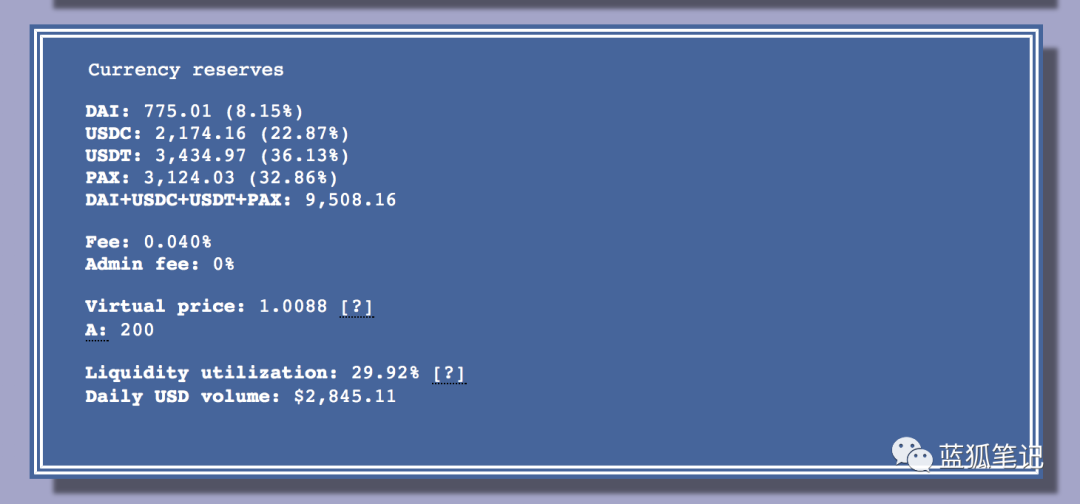 Currency reserves
DAI: 775.01 (8.15%)
USDC: 2,174.16 (22.87%)
USDT: 3,434.97 (36.13%)
PAX: 3,124.03 (32.86%)
DAI+USDC+USDT+PAX: 9,508.16
Fee: 0.040%
Admin fee: 0%
Virtual price: 1.0088 [?]
A: 200
Liquidity utilization: 29.92% [?]
Daily USD volume: $2,845.11
蓝狐笔记